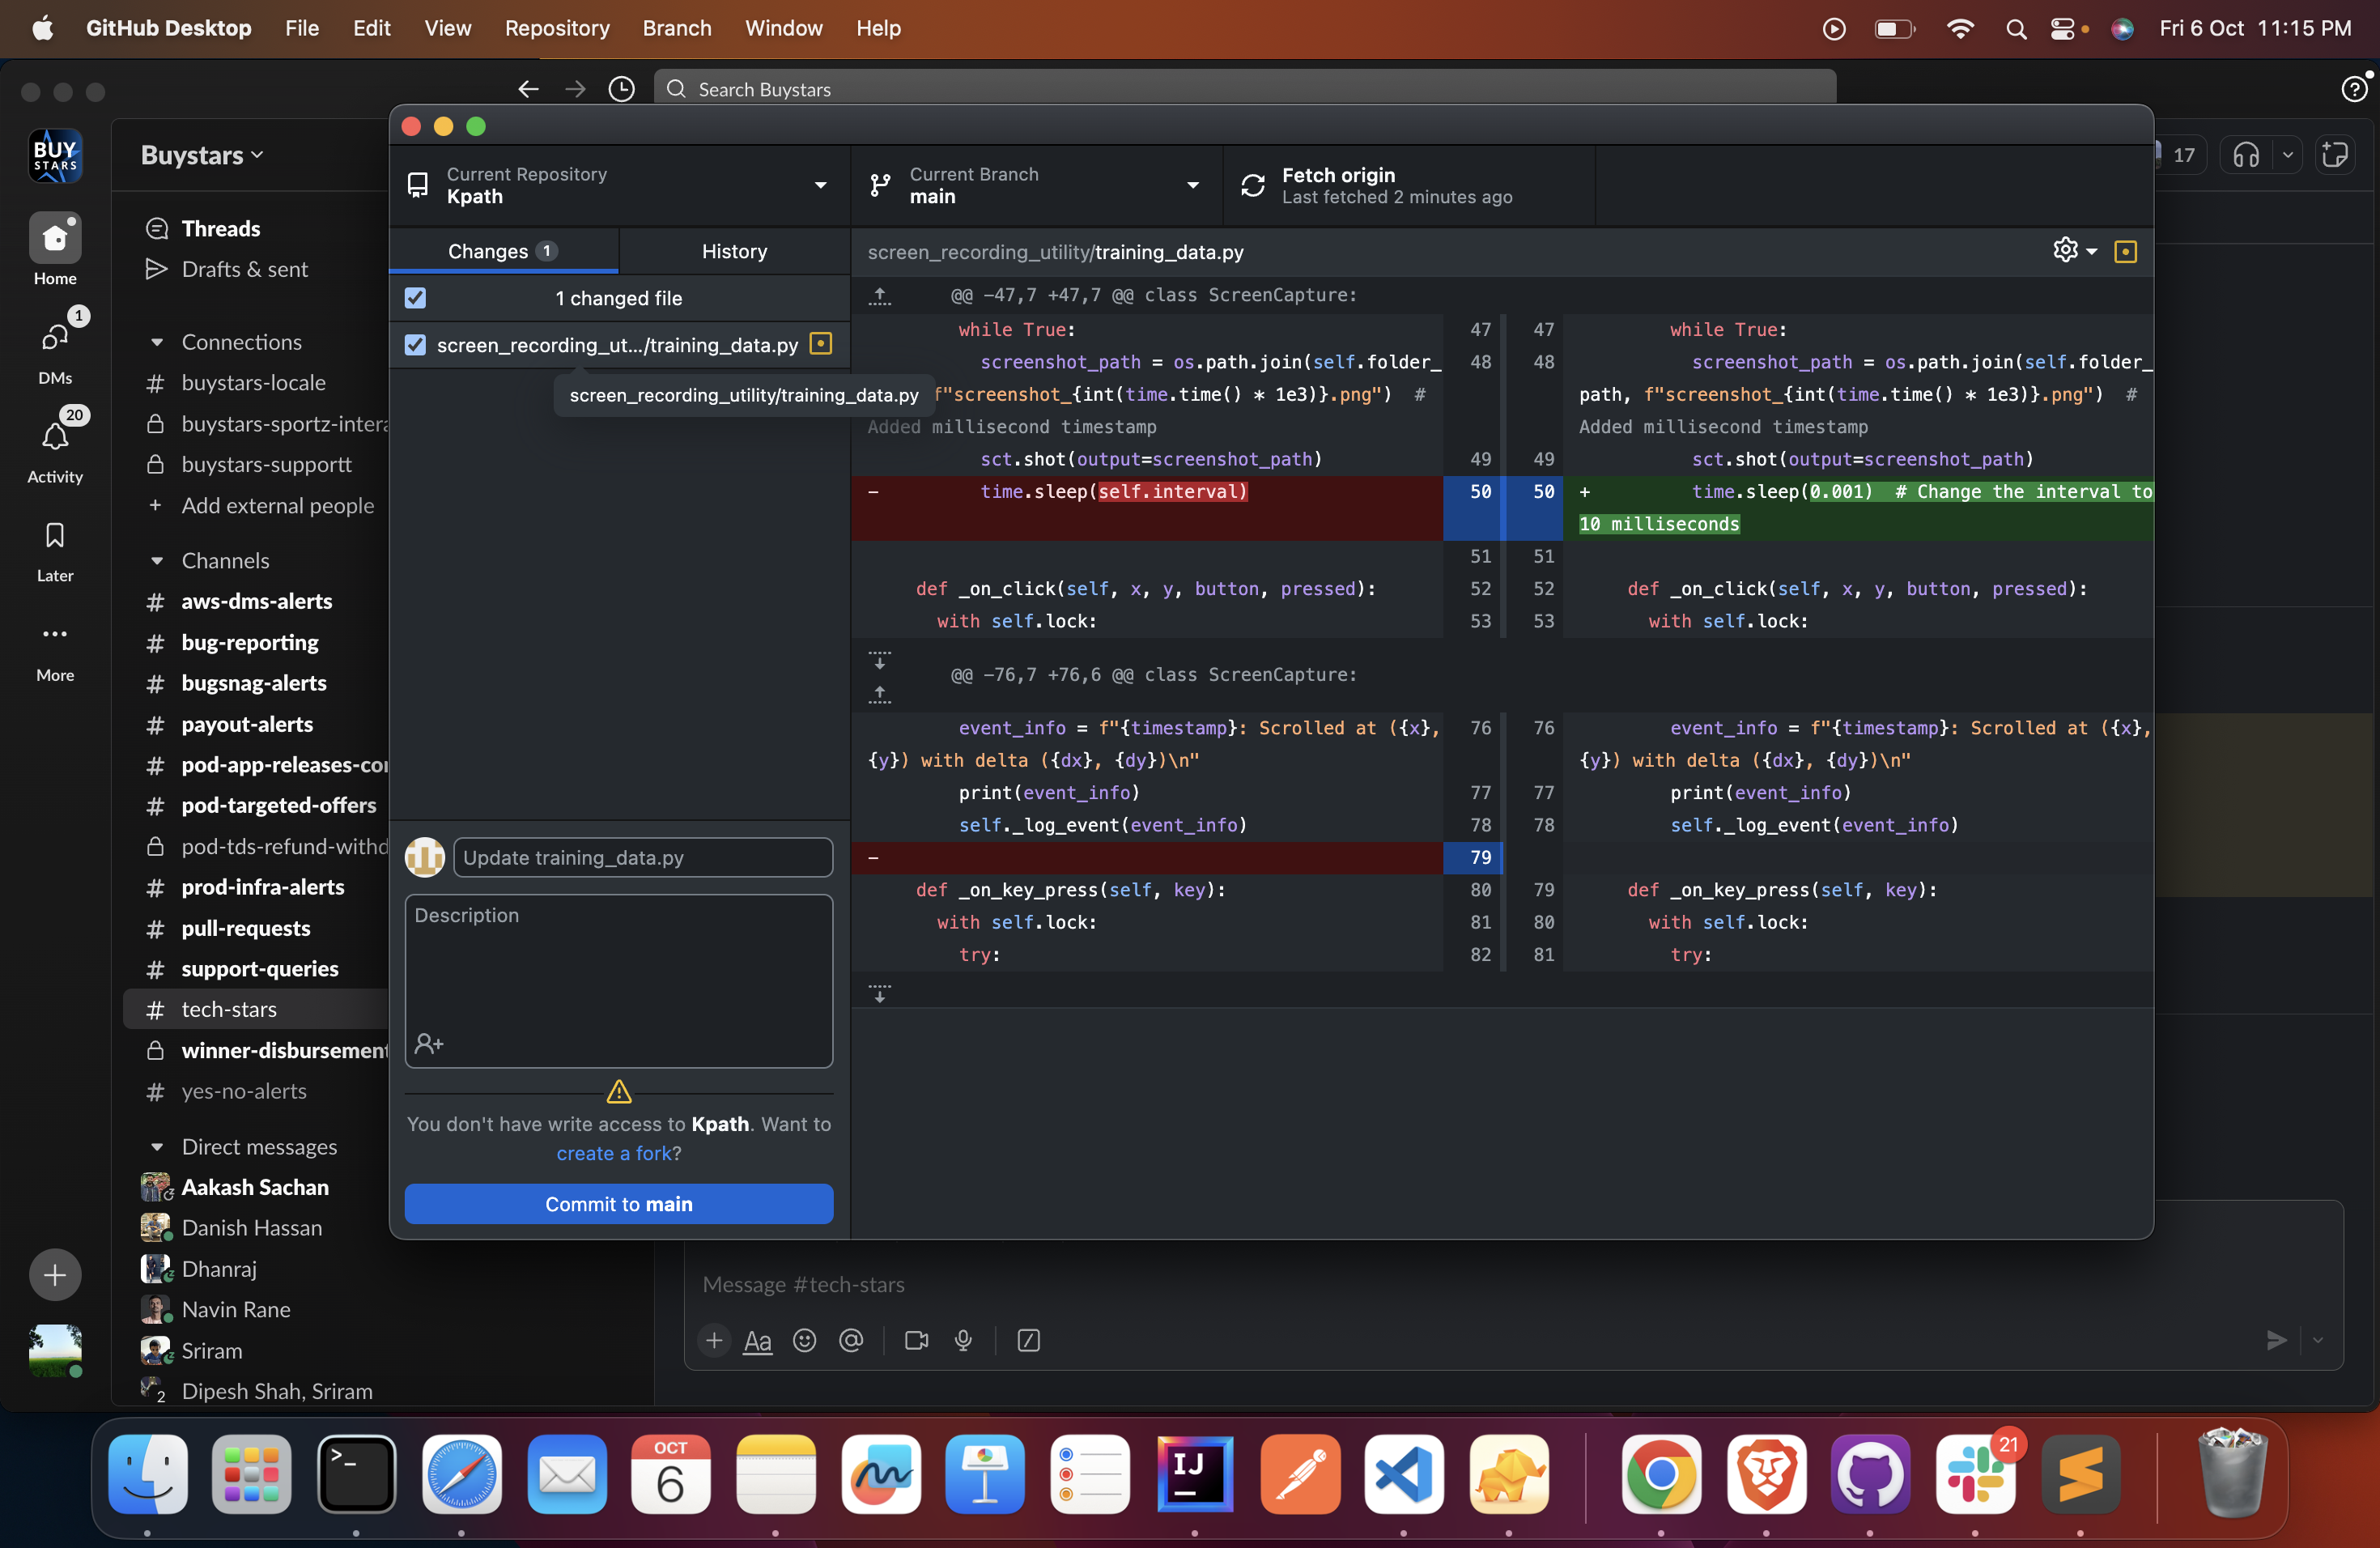 GitHub Desktop File Edit View Repository Branch Window Help Fri 6 Oct 11:15 PM
Search Buystars
BUY
STARS
Buystars
17
Home
1
DMs
20
Activity
Later
More
Threads
Drafts & sent
Connections
# buystars-locale
buystars-sportz-intera
buystars-supportt
+ Add external people
Channels
# aws-dms-alerts
# bug-reporting
# bugsnag-alerts
# payout-alerts
# pod-app-releases-co
# pod-targeted-offers
pod-tds-refund-withd
# prod-infra-alerts
# pull-requests
# support-queries
# tech-stars
winner-disbursement
# yes-no-alerts
Direct messages
Aakash Sachan
Danish Hassan
Dhanraj
Navin Rane
Sriram
2 Dipesh Shah, Sriram
Current Repository
Kpath
Current Branch
main
Fetch origin
Last fetched 2 minutes ago
Changes 1
History
1 changed file
screen_recording_ut.../training_data.py
screen_recording_utility/training_data.py
Update training_data.py
Description
You don't have write access to Kpath. Want to
create a fork?
Commit to main
screen_recording_utility/training_data.py
@@ -47,7 +47,7 @@ class ScreenCapture:
while True: 47
screenshot_path = os.path.join(self.folder_ 48
f"screenshot_{int(time.time() * 1e3)}.png") #
Added millisecond timestamp
sct.shot(output=screenshot_path) 49
- time.sleep(self.interval) 50
51
def _on_click(self, x, y, button, pressed): 52
with self.lock: 53
47 while True:
48 screenshot_path = os.path.join(self.folder_
path, f"screenshot_{int(time.time() * 1e3)}.png") #
Added millisecond timestamp
49 sct.shot(output=screenshot_path)
50 + time.sleep(0.001) # Change the interval to
10 milliseconds
51
52 def _on_click(self, x, y, button, pressed):
53 with self.lock:
@@ -76,7 +76,6 @@ class ScreenCapture:
event_info = f"{timestamp}: Scrolled at ({x}, 76
{y}) with delta ({dx}, {dy})\n"
print(event_info) 77
self._log_event(event_info) 78
- 79
def _on_key_press(self, key): 80
with self.lock: 81
try: 82
76 event_info = f"{timestamp}: Scrolled at ({x},
{y}) with delta ({dx}, {dy})\n"
77 print(event_info)
78 self._log_event(event_info)
79 def _on_key_press(self, key):
80 with self.lock:
81 try:
Message #tech-stars
Aa
OCT
6
IJ
21